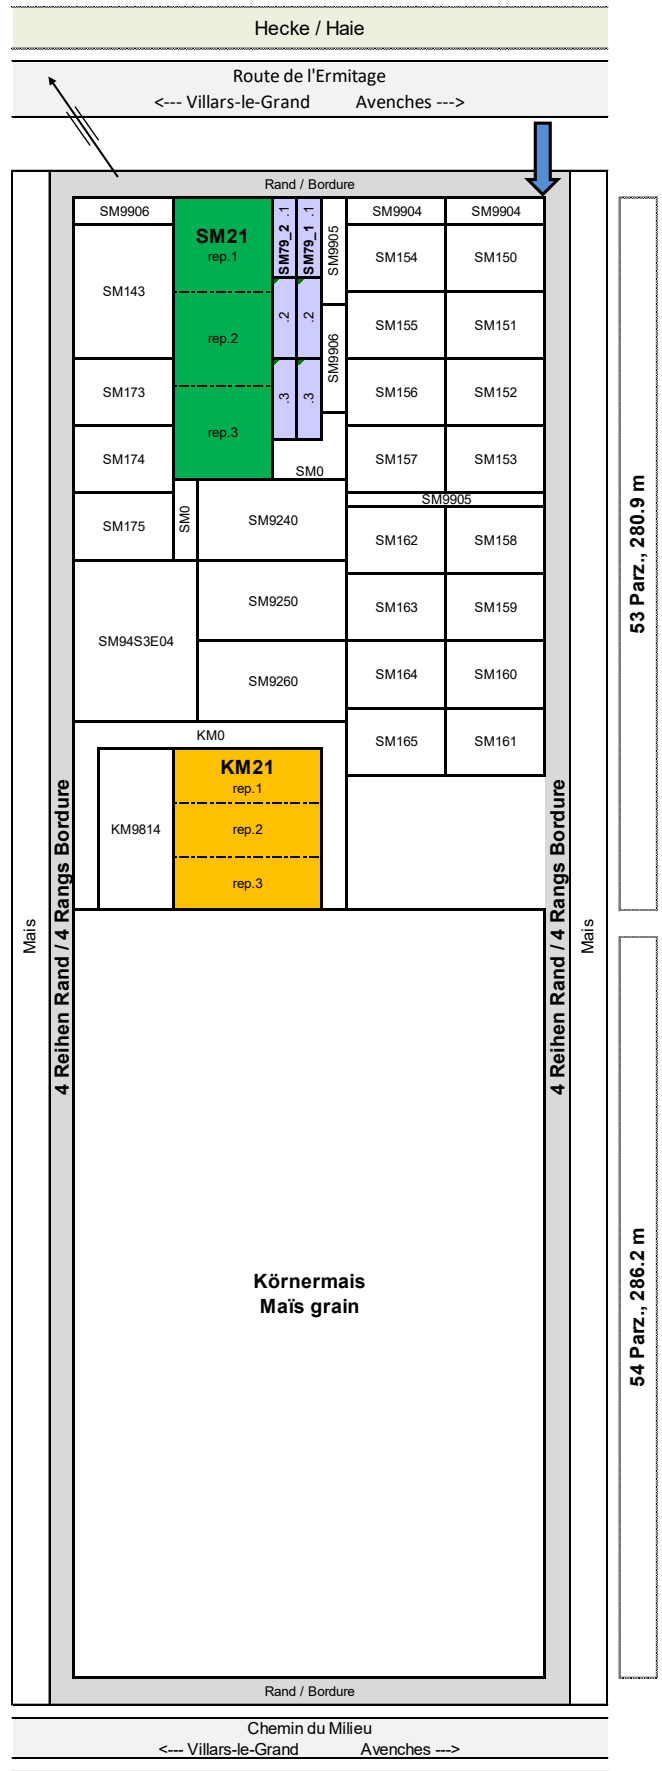 Hecke / Haie
Route de l'Ermitage
<--- Villars-le-Grand Avenches --->
Rand / Bordure
SM9906
SM21
rep.1
rep.2
rep.3
SM79_2 .1
.2
.3
SM79_1 .1
.2
.3
SM9905
SM9906
SM9904
SM9904
SM143
SM154
SM150
SM155
SM151
SM173
SM156
SM152
SM174
SM157
SM153
SM0
SM9905
SM175
SM0
SM9240
SM162
SM158
SM94S3E04
SM9250
SM163
SM159
SM9260
SM164
SM160
KM0
SM165
SM161
KM9814
KM21
rep.1
rep.2
rep.3
Mais
4 Reihen Rand / 4 Rangs Bordure
4 Reihen Rand / 4 Rangs Bordure
Mais
53 Parz., 280.9 m
54 Parz., 286.2 m
Körnermais
Maïs grain
Rand / Bordure
Chemin du Milieu
<--- Villars-le-Grand Avenches --->